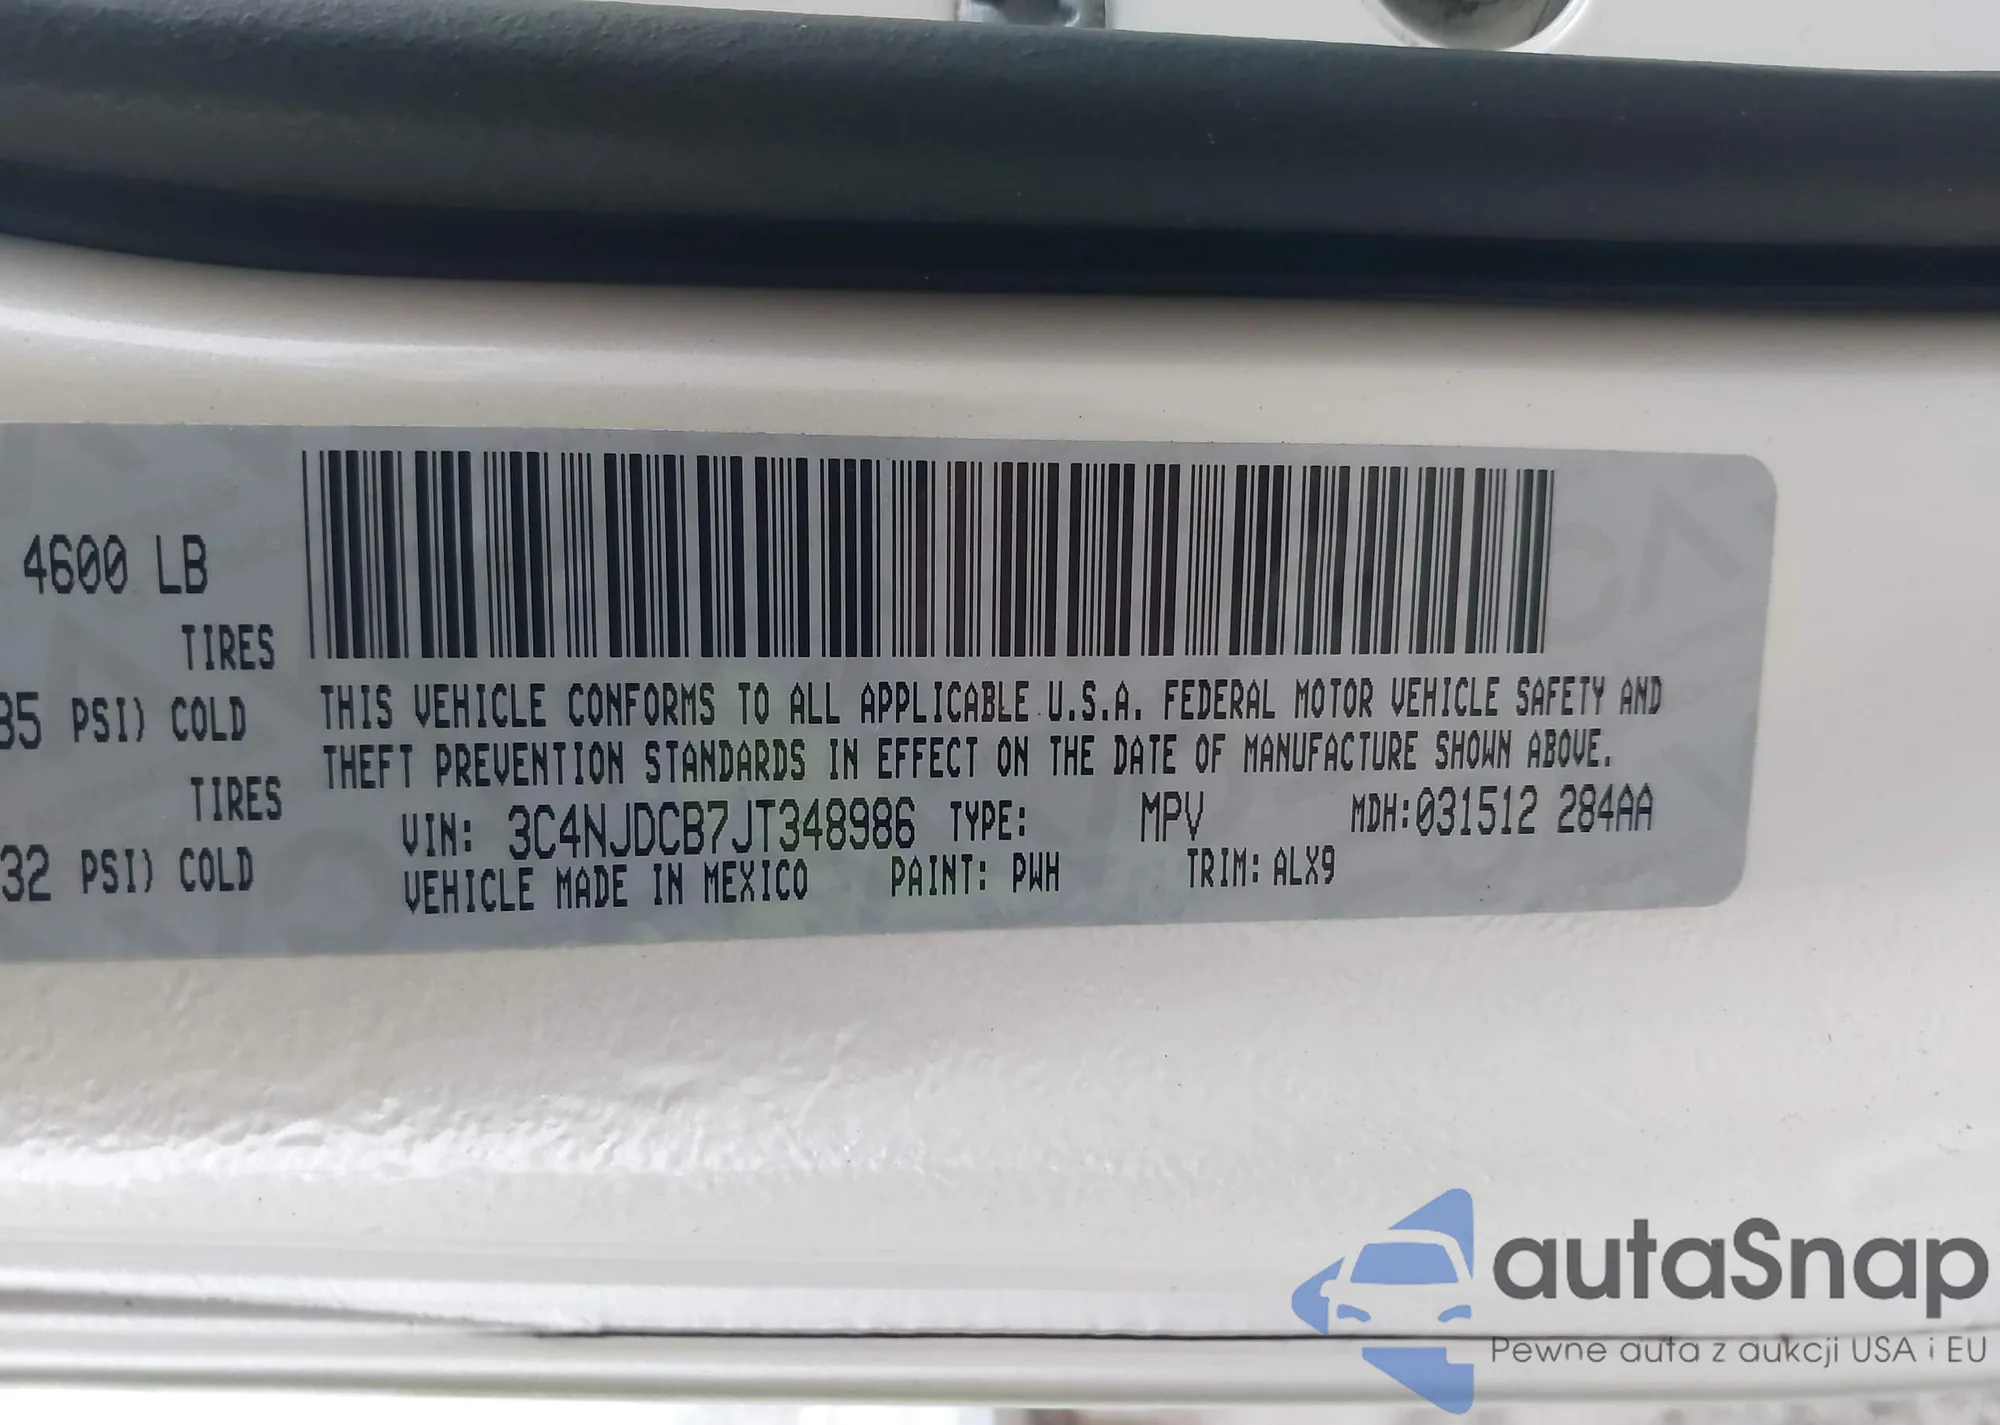 4600 LB
TIRES
35 PSI) COLD
TIRES
32 PSI) COLD
THIS VEHICLE CONFORMS TO ALL APPLICABLE U.S.A. FEDERAL MOTOR VEHICLE SAFETY AND
THEFT PREVENTION STANDARDS IN EFFECT ON THE DATE OF MANUFACTURE SHOWN ABOVE.
VIN: 3C4NJDCB7JT348986 TYPE: MPV MDH:031512 284AA
VEHICLE MADE IN MEXICO PAINT: PWH TRIM: ALX9
autaSnap
Pewne auta z aukcji USA i EU